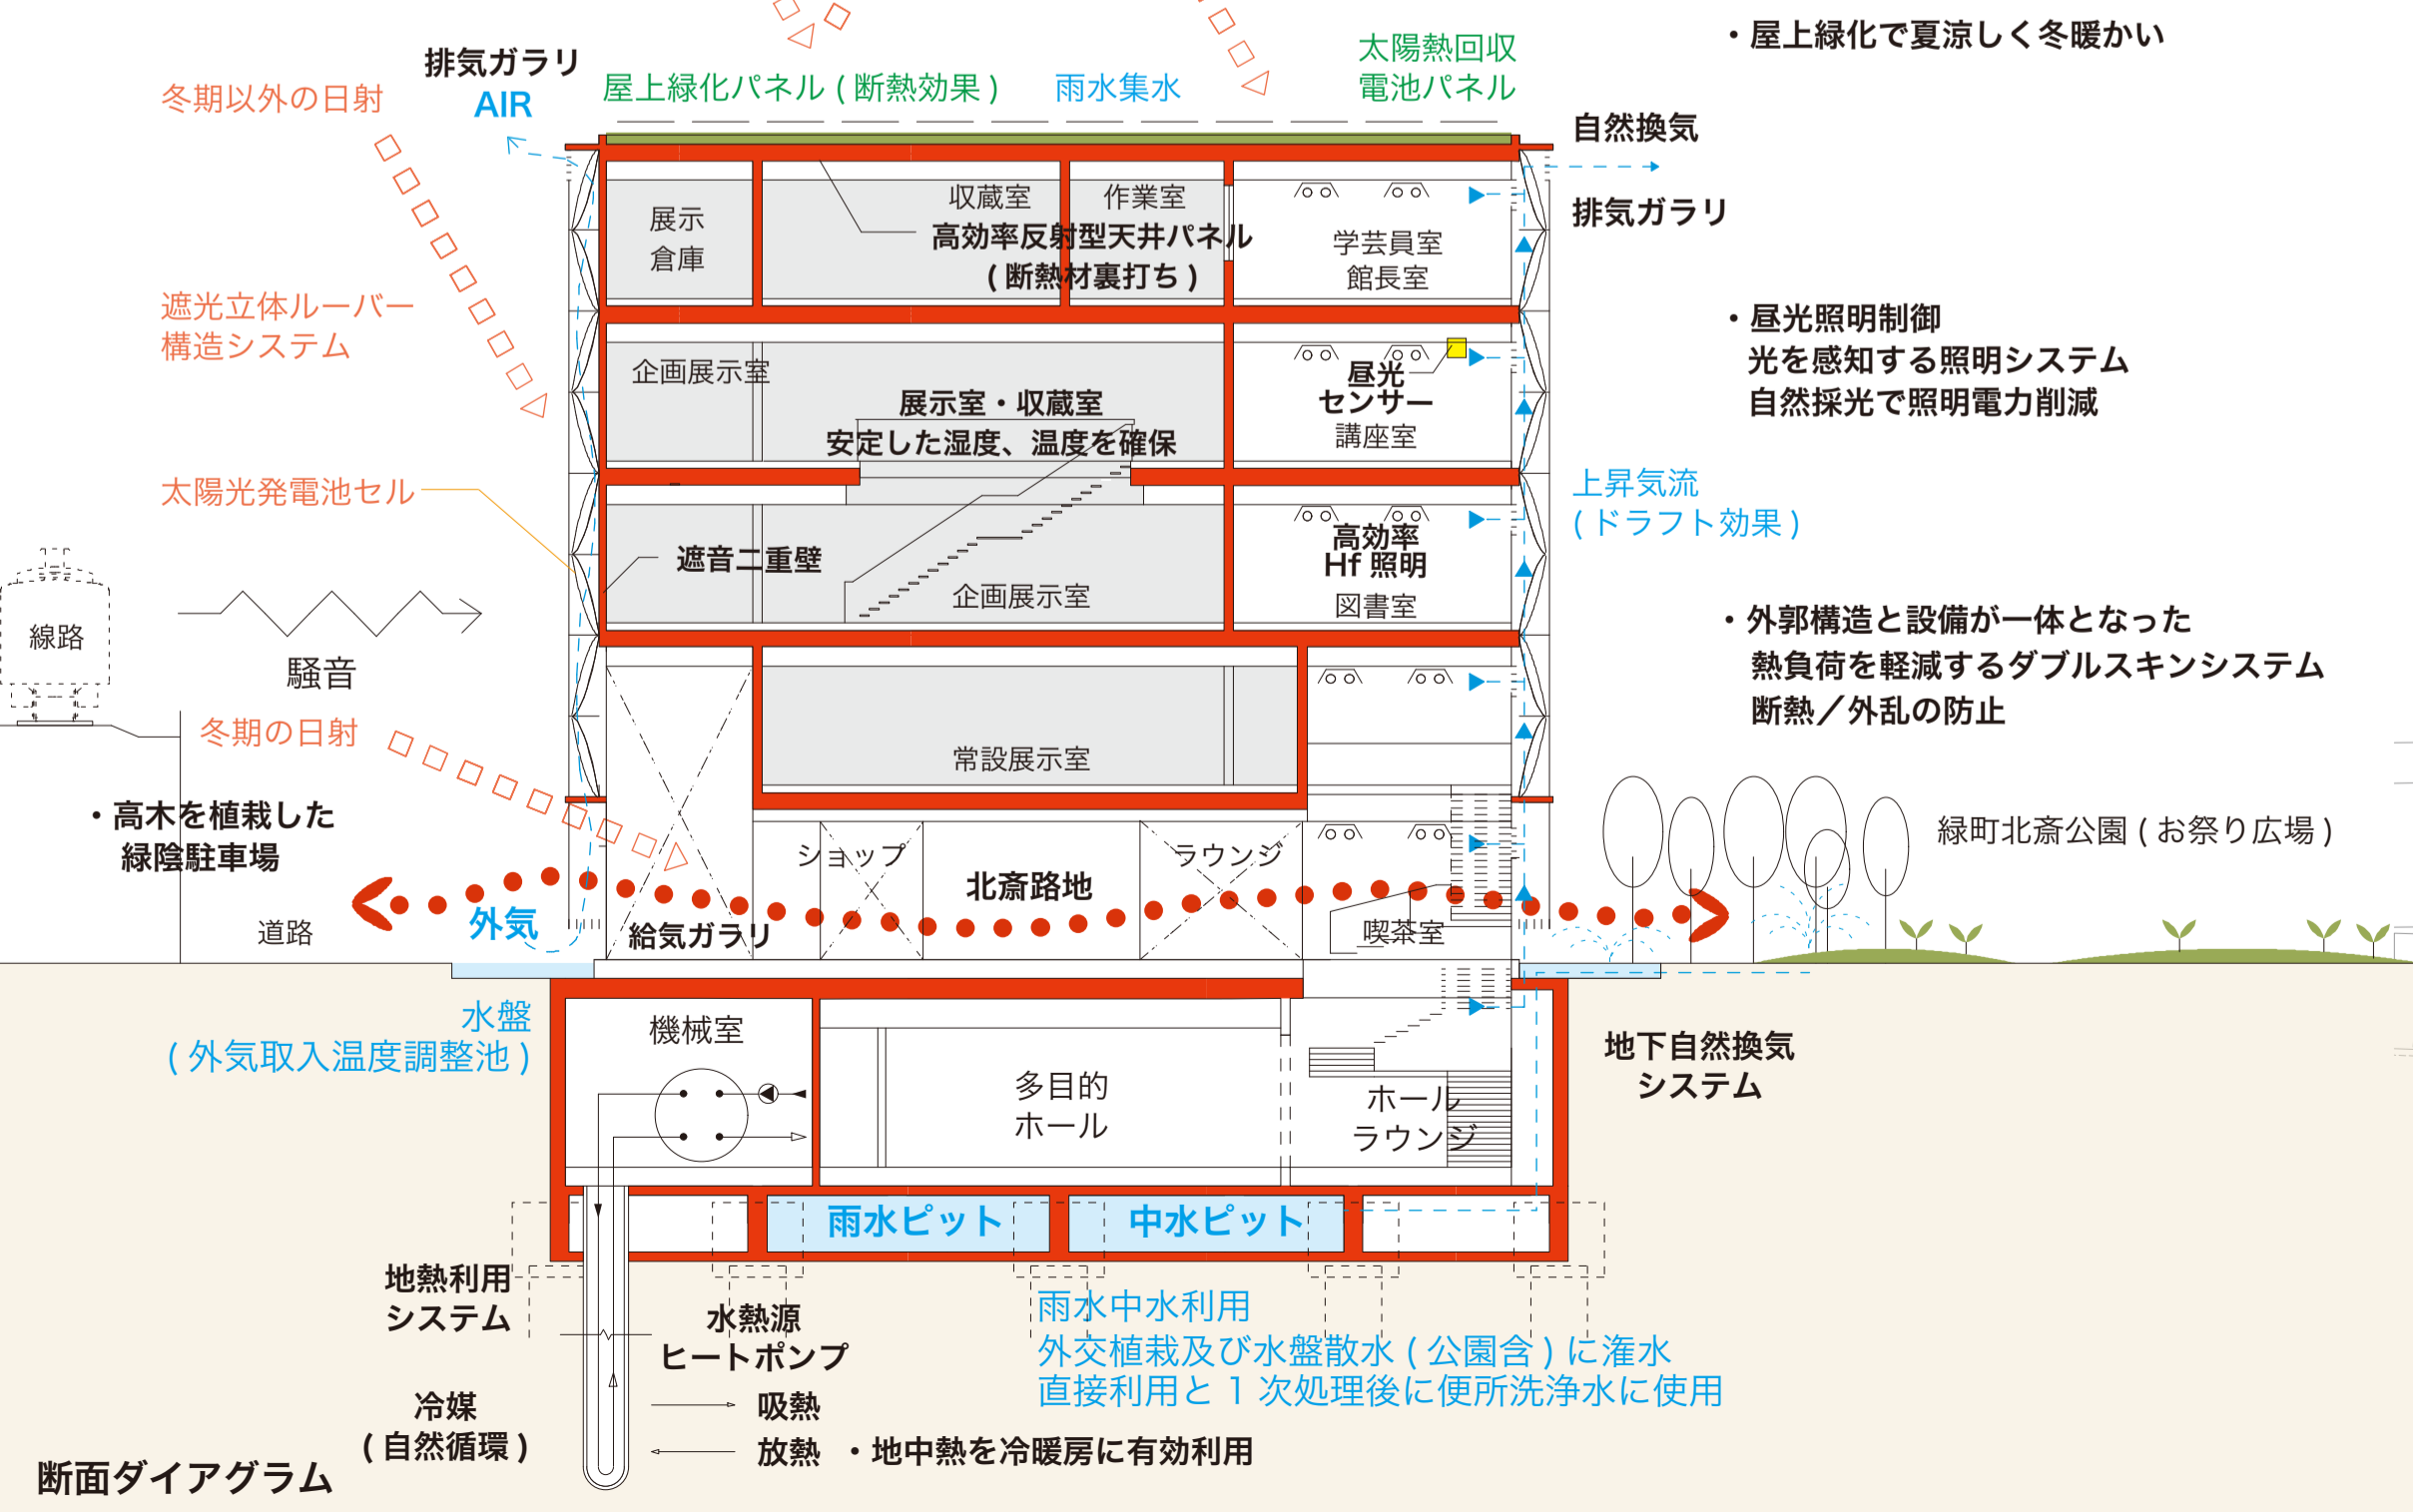 ・屋上緑化で夏涼しく冬暖かい
排気ガラリ
AIR
冬期以外の日射
屋上緑化パネル ( 断熱効果 )
雨水集水
太陽熱回収
電池パネル
自然換気
排気ガラリ
展示
倉庫
収蔵室
作業室
高効率反射型天井パネル
( 断熱材裏打ち )
学芸員室
館長室
遮光立体ルーバー
構造システム
・昼光照明制御
光を感知する照明システム
自然採光で照明電力削減
企画展示室
展示室・収蔵室
安定した湿度、温度を確保
昼光
センサー
講座室
太陽光発電池セル
上昇気流
( ドラフト効果 )
遮音二重壁
企画展示室
高効率
Hf 照明
図書室
線路
騒音
・外郭構造と設備が一体となった
熱負荷を軽減するダブルスキンシステム
断熱／外乱の防止
冬期の日射
常設展示室
・高木を植栽した
緑陰駐車場
ショップ
北斎路地
ラウンジ
緑町北斎公園 ( お祭り広場 )
道路
外気
給気ガラリ
喫茶室
水盤
( 外気取入温度調整池 )
機械室
多目的
ホール
ホール
ラウンジ
地下自然換気
システム
雨水ピット
中水ピット
地熱利用
システム
水熱源
ヒートポンプ
雨水中水利用
外交植栽及び水盤散水 ( 公園含 ) に潅水
直接利用と 1 次処理後に便所洗浄水に使用
冷媒
( 自然循環 )
吸熱
放熱
・地中熱を冷暖房に有効利用
断面ダイアグラム